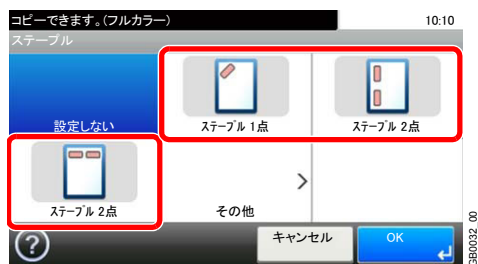 コピーできます。(フルカラー) 10:10
ステープル
設定しない
ステープル 1点
ステープル 2点
ステープル 2点
その他
キャンセル
OK
GB0032_00